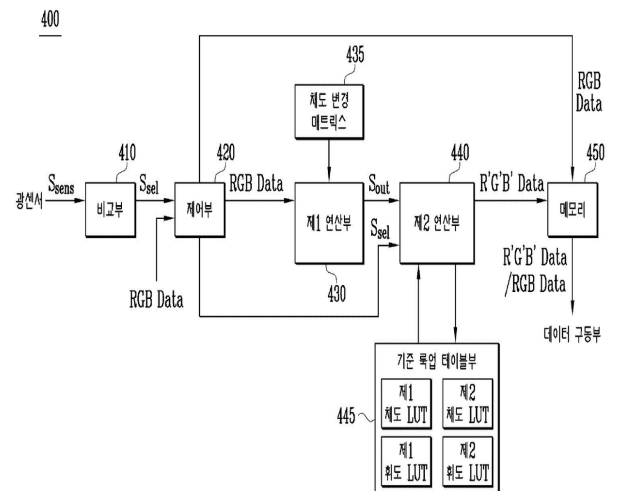 400
435
채도 변경
매트릭스
RGB
Data
410
420
440
450
광센서
Ssens
비교부
Ssel
제어부
RGB Data
제1 연산부
Sout
Ssel
제2 연산부
R'G'B' Data
메모리
RGB Data
430
R'G'B' Data
/RGB Data
데이터 구동부
기준 룩업 테이블부
445
제1
채도 LUT
제2
채도 LUT
제1
휘도 LUT
제2
휘도 LUT